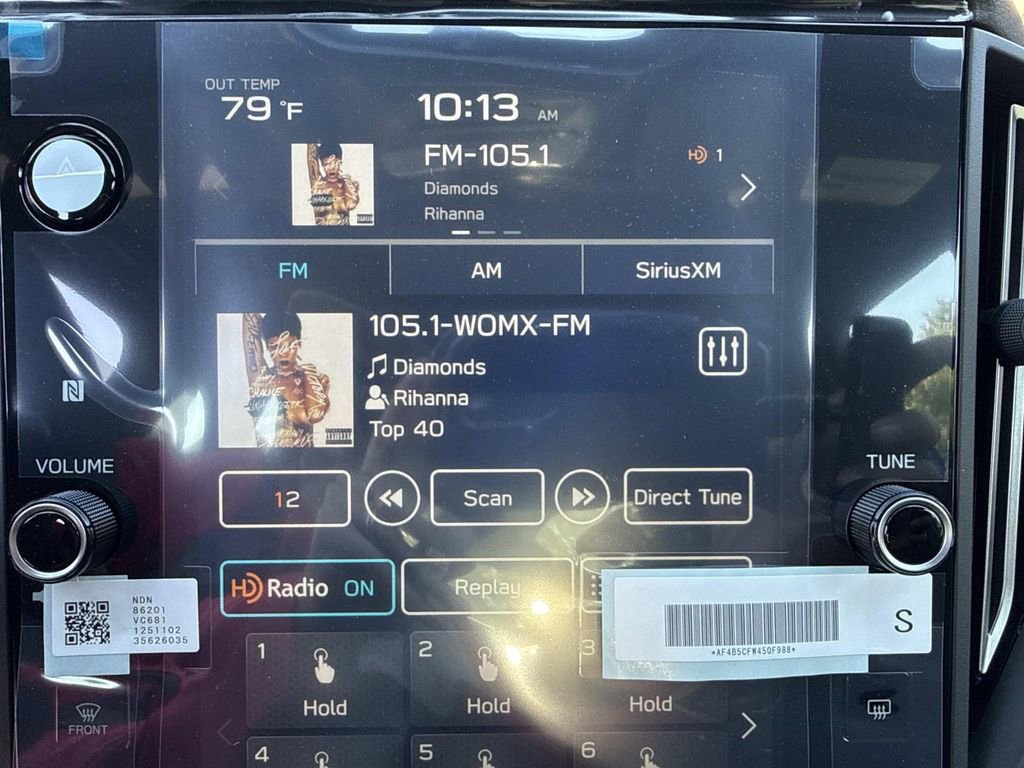 OUT TEMP
79 °F
10:13 AM
FM-105.1
HD 1
Diamonds
Rihanna
FM
AM
SiriusXM
105.1-WOMX-FM
Diamonds
Rihanna
Top 40
VOLUME
TUNE
12
Scan
Direct Tune
HD Radio ON
Replay
NDN
86201
VC681
1251102
35626035
*AF4B5CFW45QF988*
S
1
Hold
2
Hold
3
Hold
FRONT
4
5
6